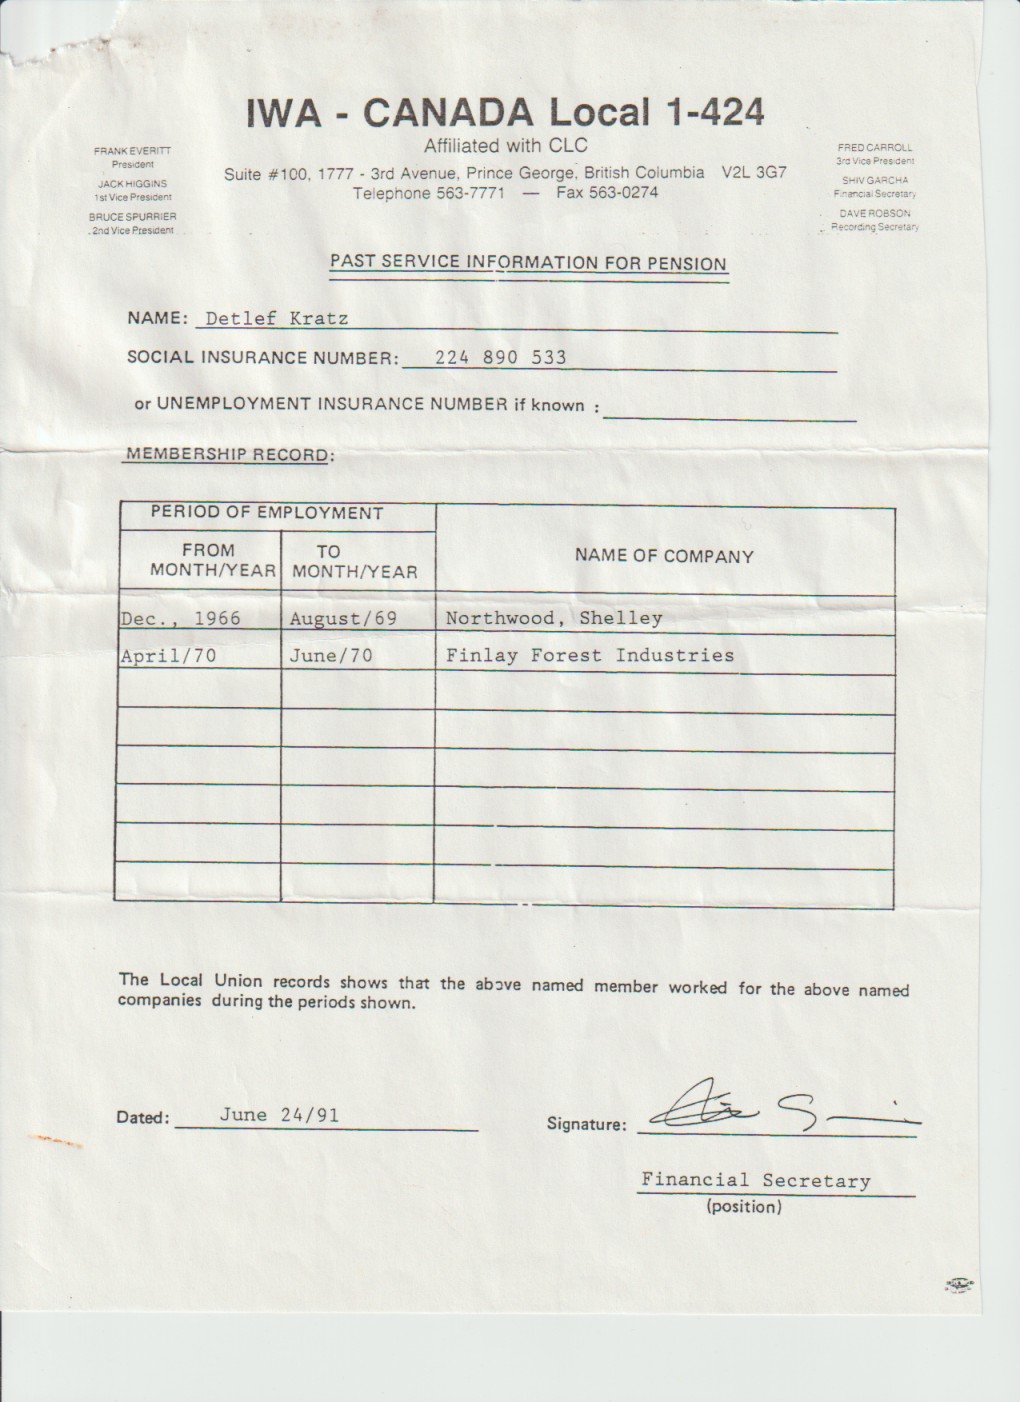 IWA - CANADA Local 1-424
Affiliated with CLC
Suite #100, 1777 - 3rd Avenue, Prince George, British Columbia V2L 3G7
Telephone 563-7771 — Fax 563-0274
FRANK EVERITT
President
JACK HIGGINS
1st Vice President
BRUCE SPURRIER
2nd Vice President
FRED CARROLL
3rd Vice President
SHIV GARCHA
Financial Secretary
DAVE ROBSON
Recording Secretary
PAST SERVICE INFORMATION FOR PENSION
NAME: Detlef Kratz
SOCIAL INSURANCE NUMBER: 224 890 533
or UNEMPLOYMENT INSURANCE NUMBER if known :
MEMBERSHIP RECORD:
PERIOD OF EMPLOYMENT
FROM TO NAME OF COMPANY
MONTH/YEAR MONTH/YEAR
Dec., 1966 August/69 Northwood, Shelley
April/70 June/70 Finlay Forest Industries
The Local Union records shows that the above named member worked for the above named
companies during the periods shown.
Dated: June 24/91
Signature:
Financial Secretary
(position)